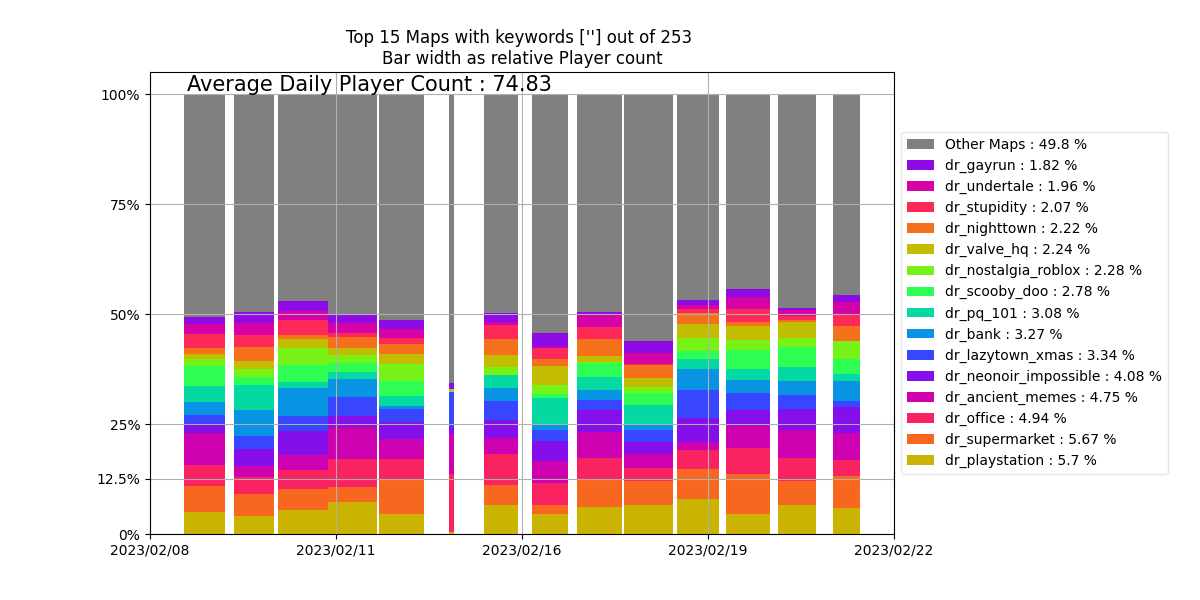 Top 15 Maps with keywords [''] out of 253
Bar width as relative Player count
Average Daily Player Count : 74.83
100%
75%
50%
25%
12.5%
0%
2023/02/08
2023/02/11
2023/02/16
2023/02/19
2023/02/22
Other Maps : 49.8 %
dr_gayrun : 1.82 %
dr_undertale : 1.96 %
dr_stupidity : 2.07 %
dr_nighttown : 2.22 %
dr_valve_hq : 2.24 %
dr_nostalgia_roblox : 2.28 %
dr_scooby_doo : 2.78 %
dr_pq_101 : 3.08 %
dr_bank : 3.27 %
dr_lazytown_xmas : 3.34 %
dr_neonoir_impossible : 4.08 %
dr_ancient_memes : 4.75 %
dr_office : 4.94 %
dr_supermarket : 5.67 %
dr_playstation : 5.7 %